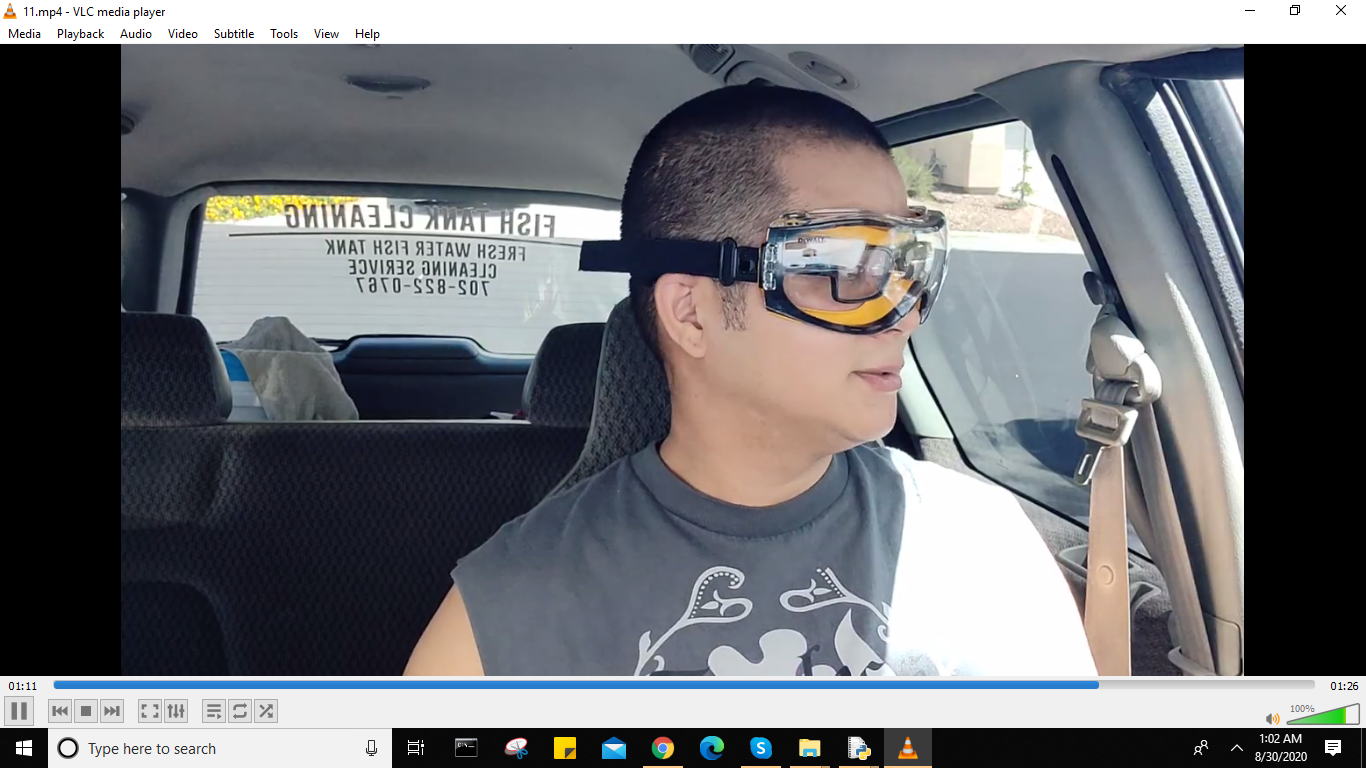 11.mp4 - VLC media player
Media Playback Audio Video Subtitle Tools View Help
FISH TANK CLEANING
FRESH WATER FISH TANK
CLEANING SERIVCE
702-822-0767
DEWALT
01:11
01:26
100%
Type here to search
1:02 AM
8/30/2020